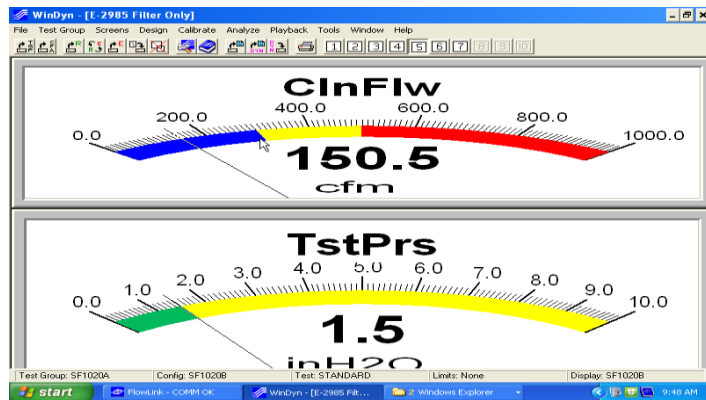 WinDyn - [E-2985 Filter Only]
File Test Group Screens Design Calibrate Analyze Playback Tools Window Help
1 2 3 4 5 6 7 8 9 10
ClnFlw
0.0 200.0 400.0 600.0 800.0 1000.0
150.5
cfm
TstPrs
0.0 1.0 2.0 3.0 4.0 5.0 6.0 7.0 8.0 9.0 10.0
1.5
inH2O
Test Group: SF1020A Config: SF1020B Test: STANDARD Limits: None Display: SF1020B
start FlowLink - COMM OK WinDyn - [E-2985 Filt... 2 Windows Explorer 9:48 AM